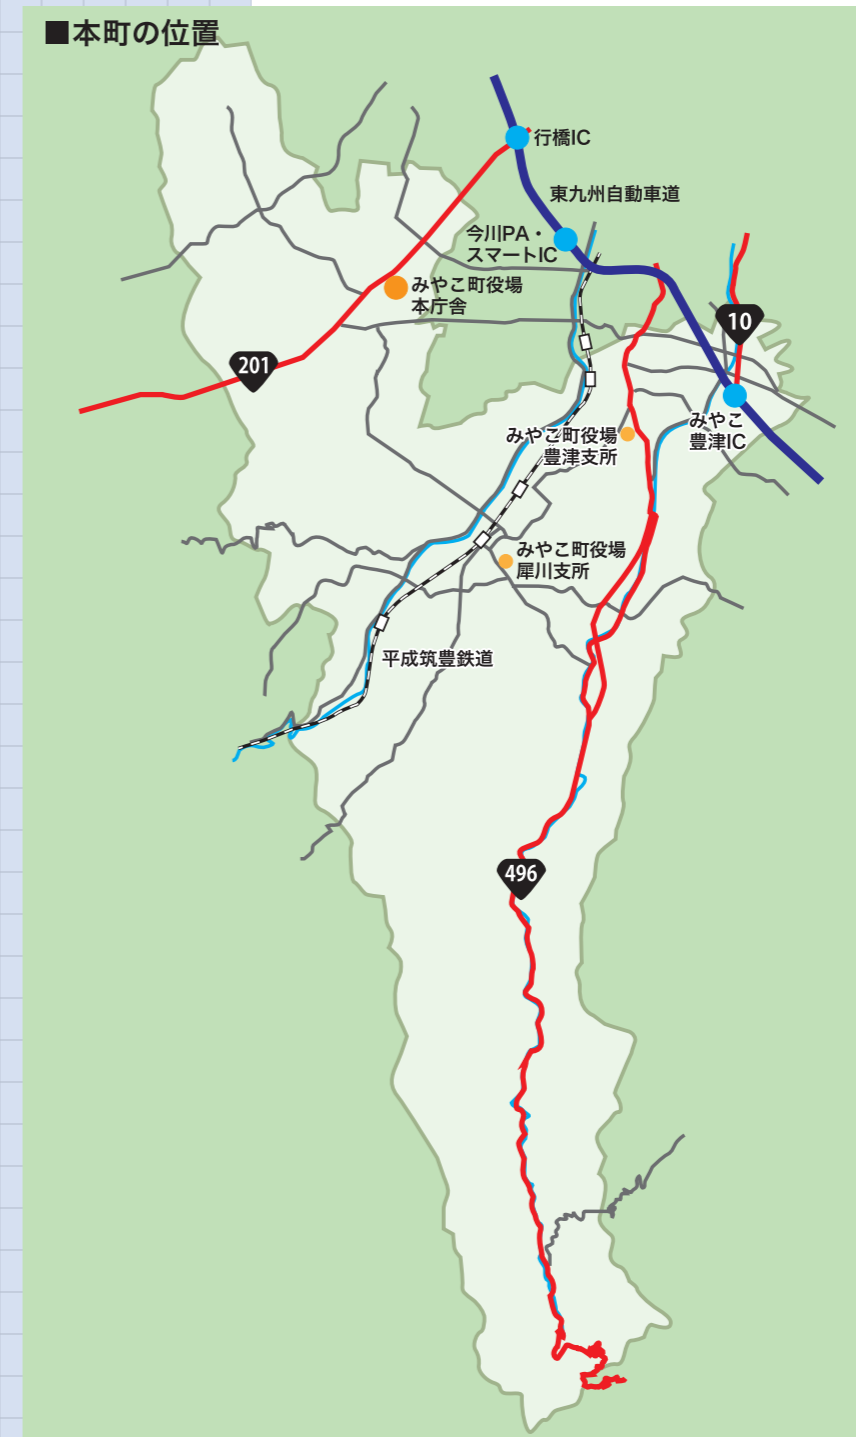 ■本町の位置
行橋IC
東九州自動車道
今川PA・
スマートIC
みやこ町役場
本庁舎
10
201
みやこ
豊津IC
みやこ町役場
豊津支所
みやこ町役場
犀川支所
平成筑豊鉄道
496